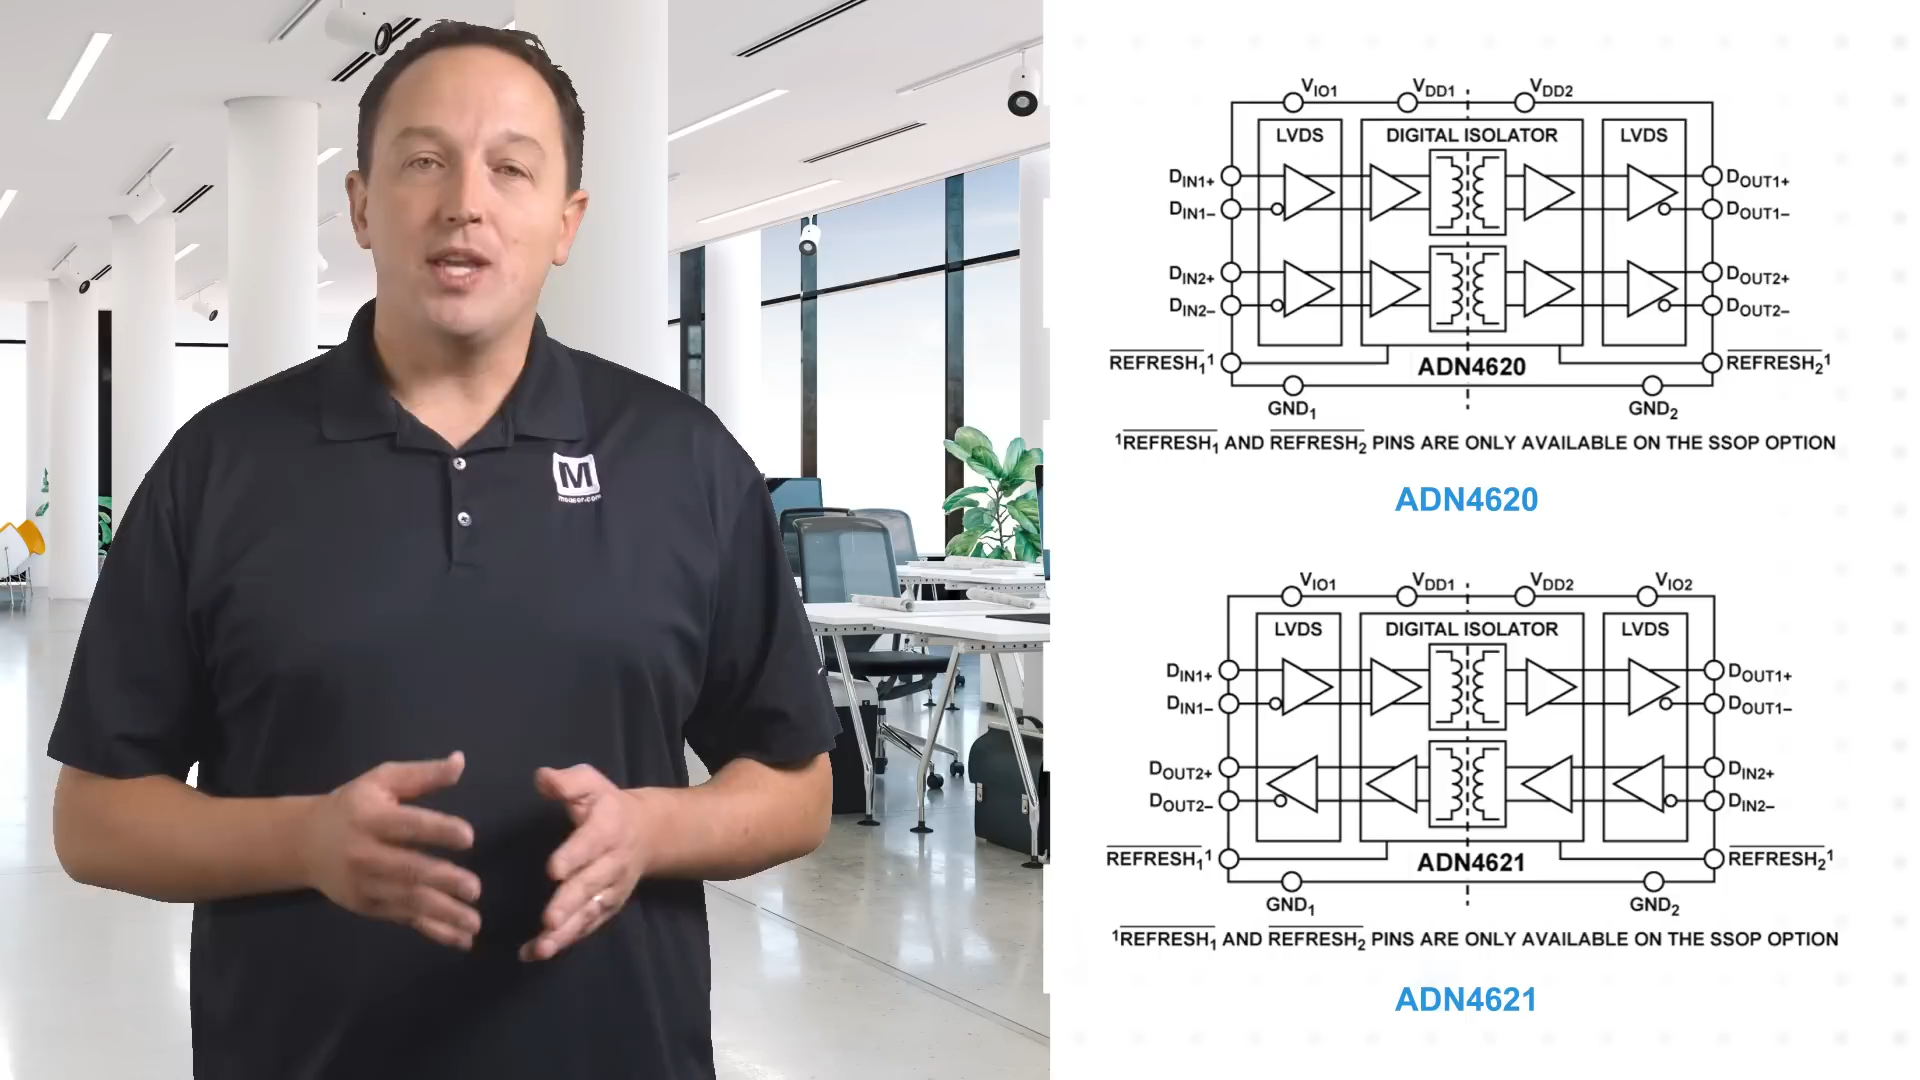 M
mouser.com
VIO1 VDD1 VDD2
LVDS DIGITAL ISOLATOR LVDS
DIN1+ DOUT1+
DIN1– DOUT1–
DIN2+ DOUT2+
DIN2– DOUT2–
REFRESH1¹ ADN4620 REFRESH2¹
GND1 GND2
¹REFRESH1 AND REFRESH2 PINS ARE ONLY AVAILABLE ON THE SSOP OPTION
ADN4620
VIO1 VDD1 VDD2 VIO2
LVDS DIGITAL ISOLATOR LVDS
DIN1+ DOUT1+
DIN1– DOUT1–
DOUT2+ DIN2+
DOUT2– DIN2–
REFRESH1¹ ADN4621 REFRESH2¹
GND1 GND2
¹REFRESH1 AND REFRESH2 PINS ARE ONLY AVAILABLE ON THE SSOP OPTION
ADN4621